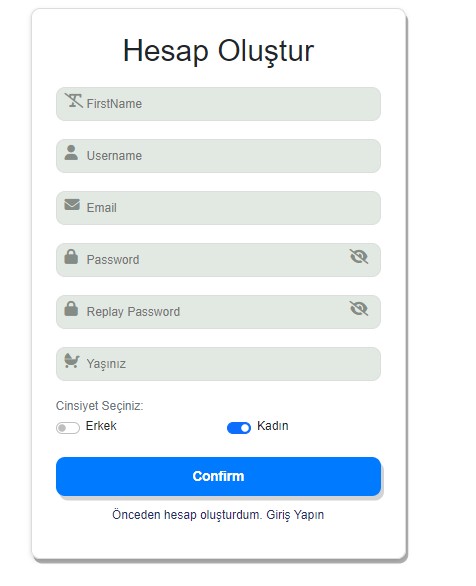 Hesap Oluştur
FirstName
Username
Email
Password
Replay Password
Yaşınız
Cinsiyet Seçiniz:
Erkek Kadın
Confirm
Önceden hesap oluşturdum. Giriş Yapın